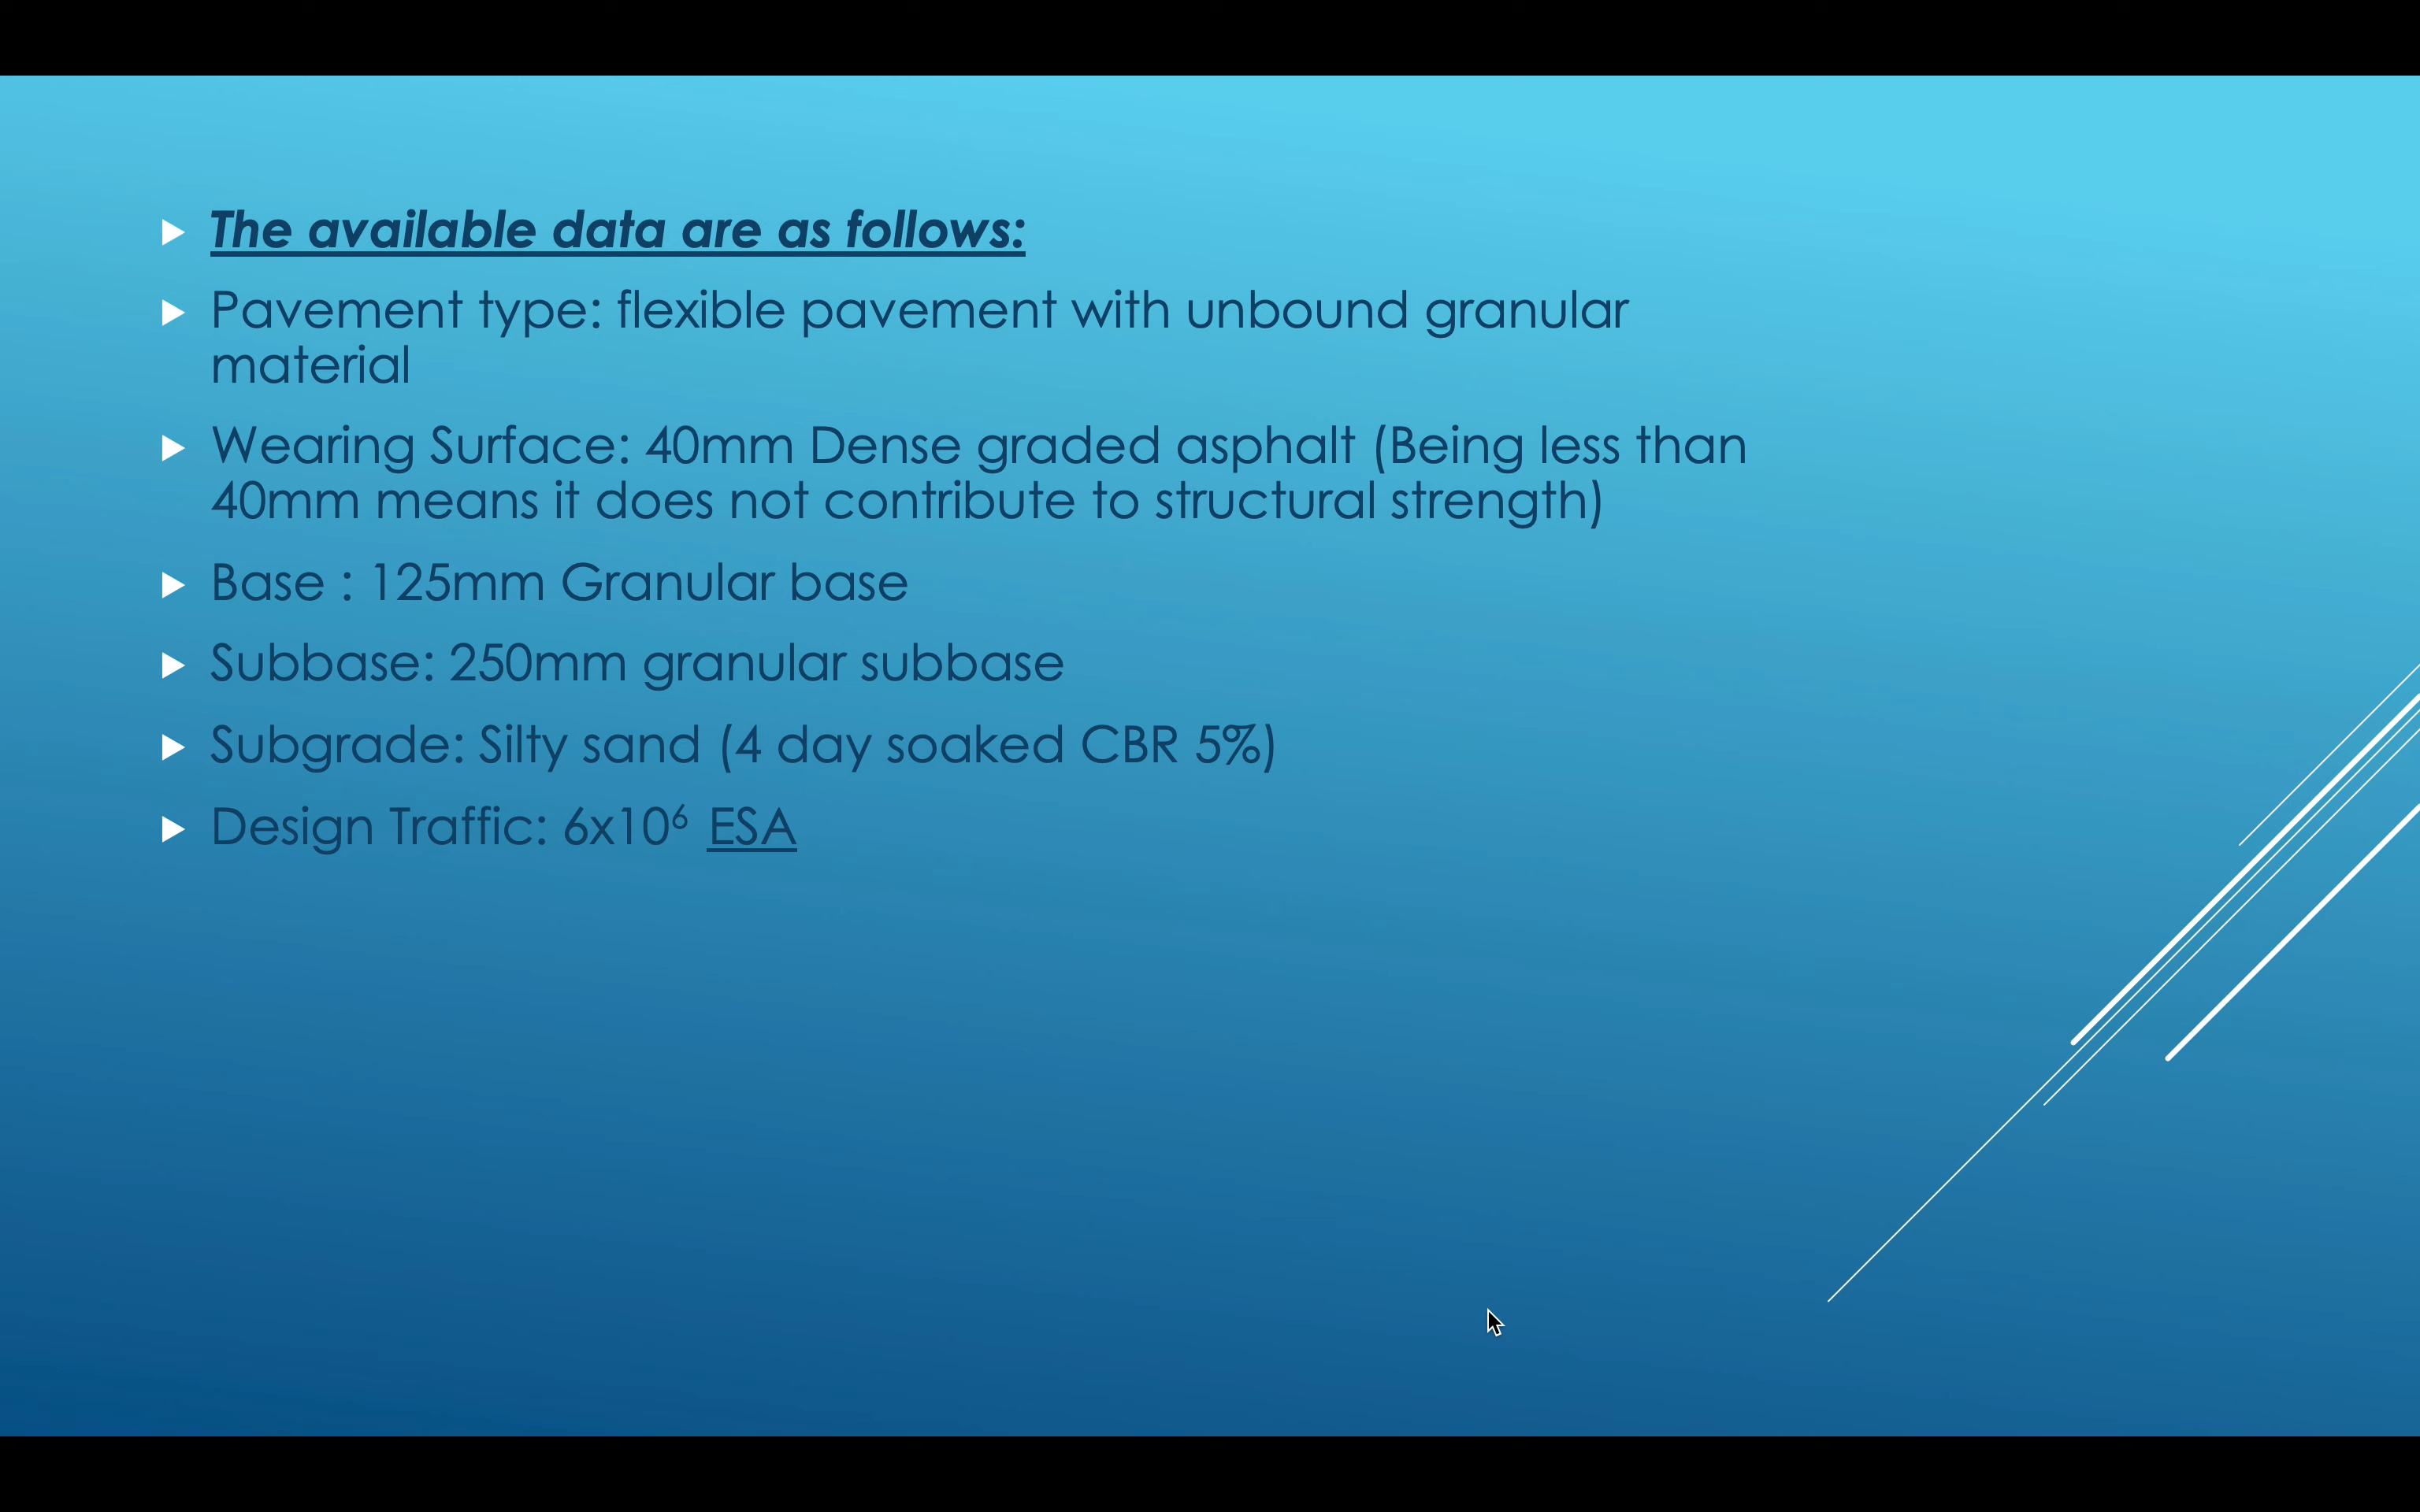 The available data are as follows:
Pavement type: flexible pavement with unbound granular
material
Wearing Surface: 40mm Dense graded asphalt (Being less than
40mm means it does not contribute to structural strength)
Base : 125mm Granular base
Subbase: 250mm granular subbase
Subgrade: Silty sand (4 day soaked CBR 5%)
Design Traffic: 6x10⁶ ESA